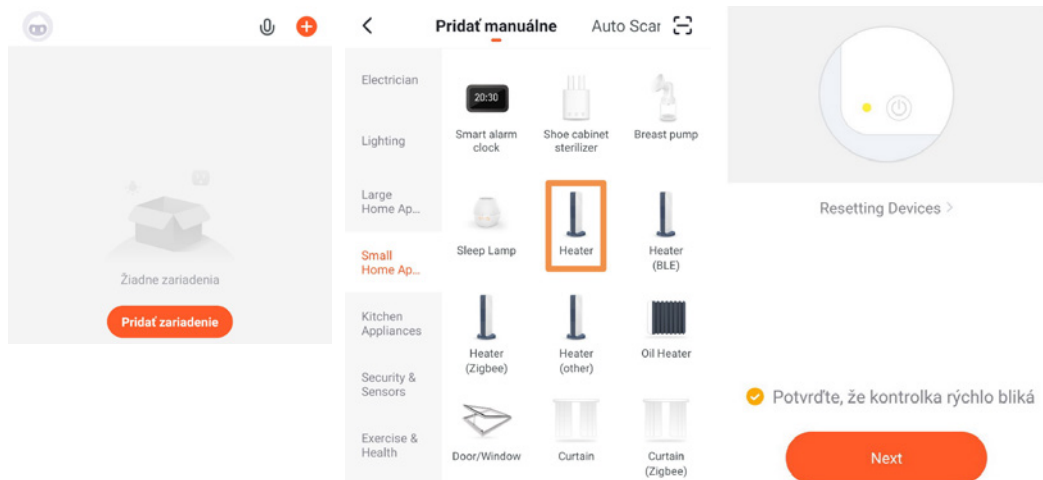 Žiadne zariadenia
Pridať zariadenie
Pridať manuálne Auto Scar
Electrician
Lighting
Large
Home Ap...
Small
Home Ap...
Kitchen
Appliances
Security &
Sensors
Exercise &
Health
20:30
Smart alarm
clock
Shoe cabinet
sterilizer
Breast pump
Sleep Lamp
Heater
Heater
(BLE)
Heater
(Zigbee)
Heater
(other)
Oil Heater
Door/Window
Curtain
Curtain
(Zigbee)
Resetting Devices >
Potvrďte, že kontrolka rýchlo bliká
Next